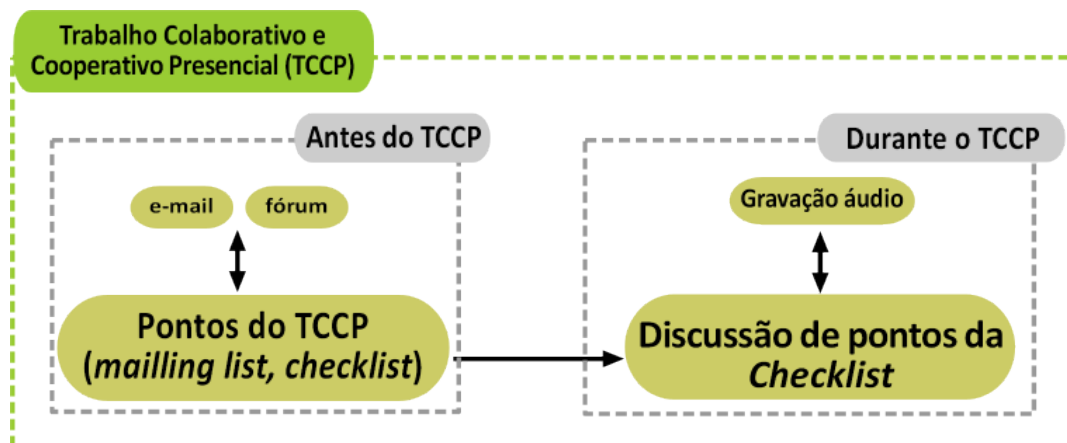 Trabalho Colaborativo e
Cooperativo Presencial (TCCP)
Antes do TCCP
e-mail
fórum
Pontos do TCCP
(mailling list, checklist)
Durante o TCCP
Gravação áudio
Discussão de pontos da
Checklist